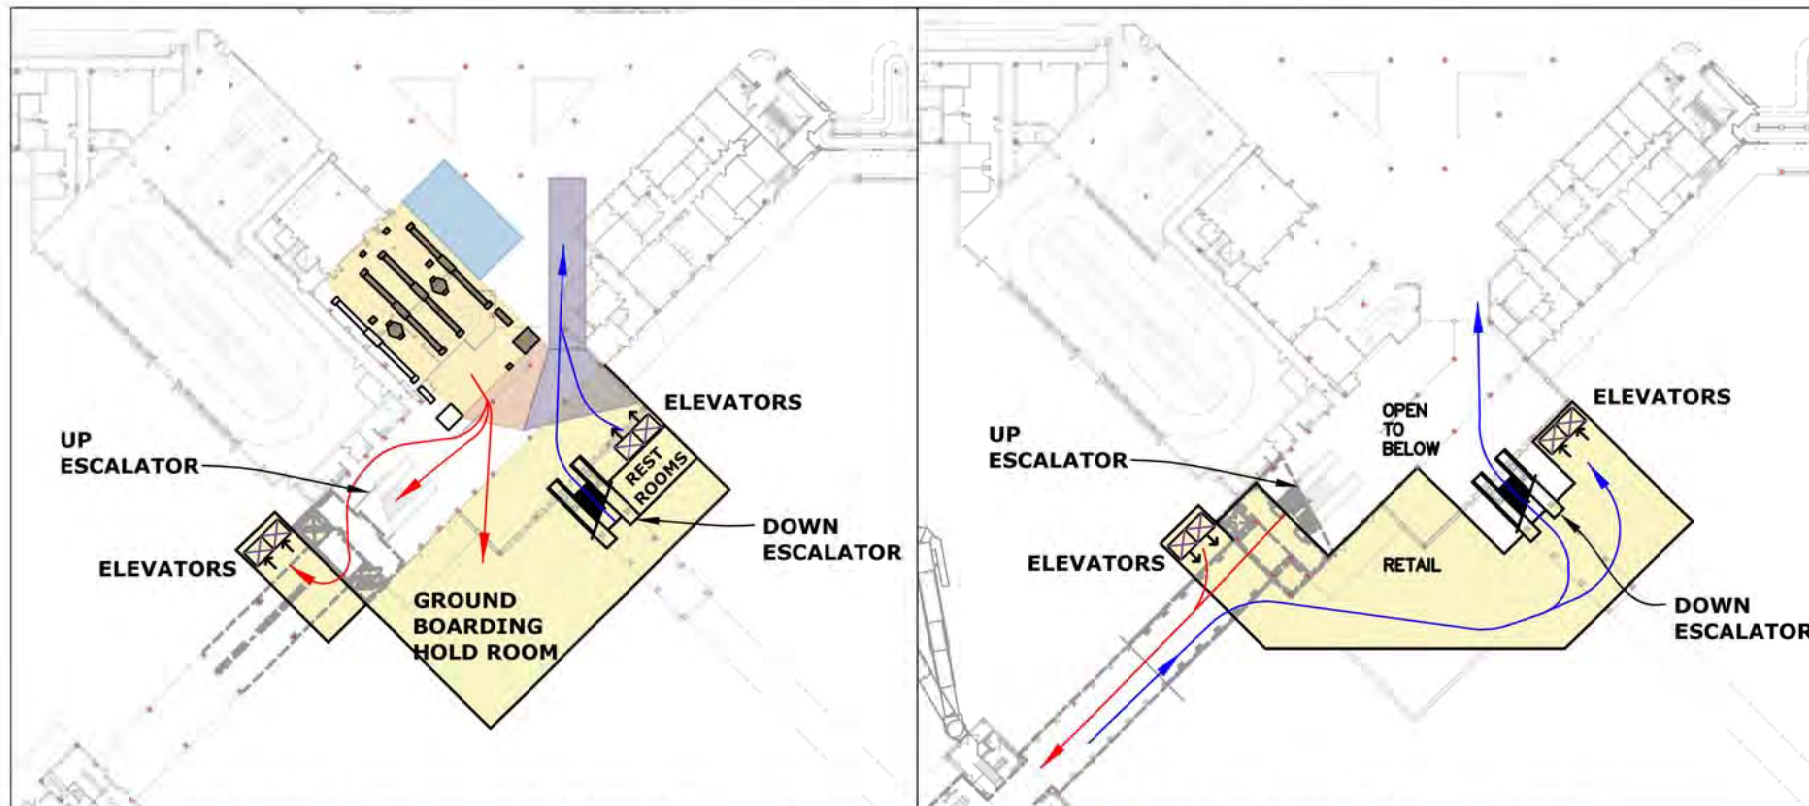 ELEVATORS
UP
ESCALATOR
REST
ROOMS
DOWN
ESCALATOR
ELEVATORS
GROUND
BOARDING
HOLD ROOM
ELEVATORS
OPEN
TO
BELOW
UP
ESCALATOR
ELEVATORS
RETAIL
DOWN
ESCALATOR